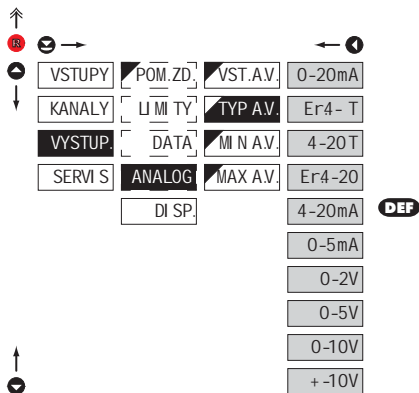 R
VSTUPY POM.ZD. VST.A.V. 0-20mA
KANALY LIMITY TYP A.V. Er4-T
VYSTUP. DATA MIN A.V. 4-20T
SERVIS ANALOG MAX A.V. Er4-20
DISP. 4-20mA DEF
0-5mA
0-2V
0-5V
0-10V
+-10V